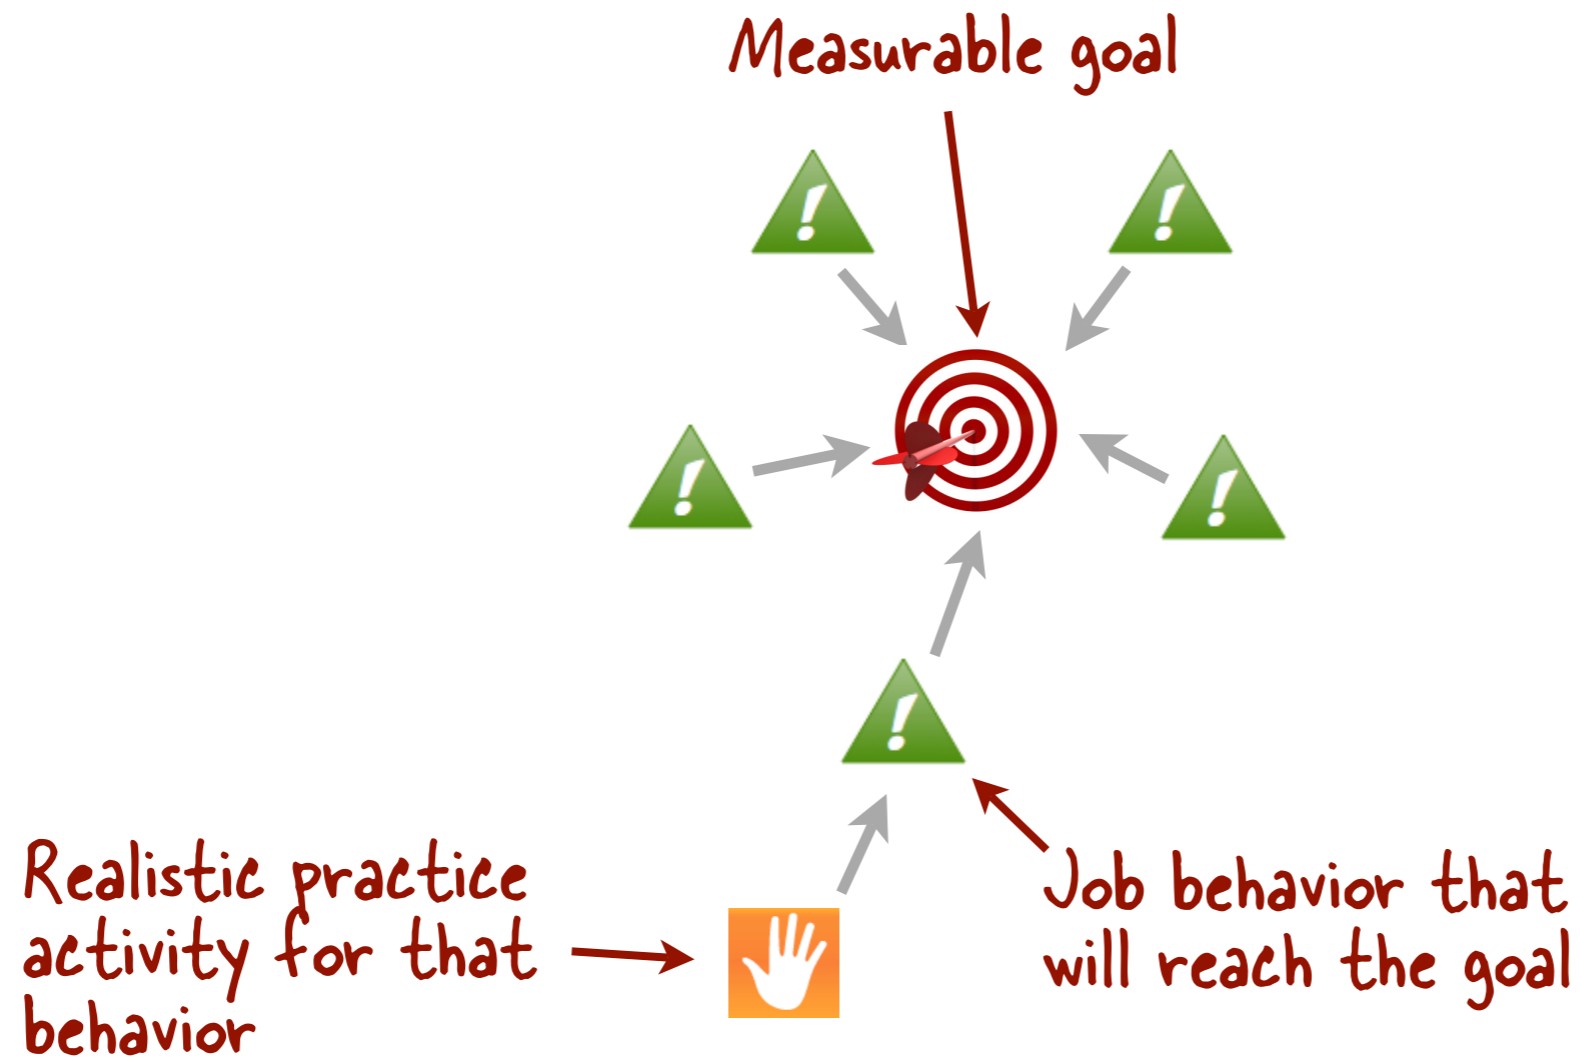 Measurable goal
Realistic practice
activity for that
behavior
Job behavior that
will reach the goal